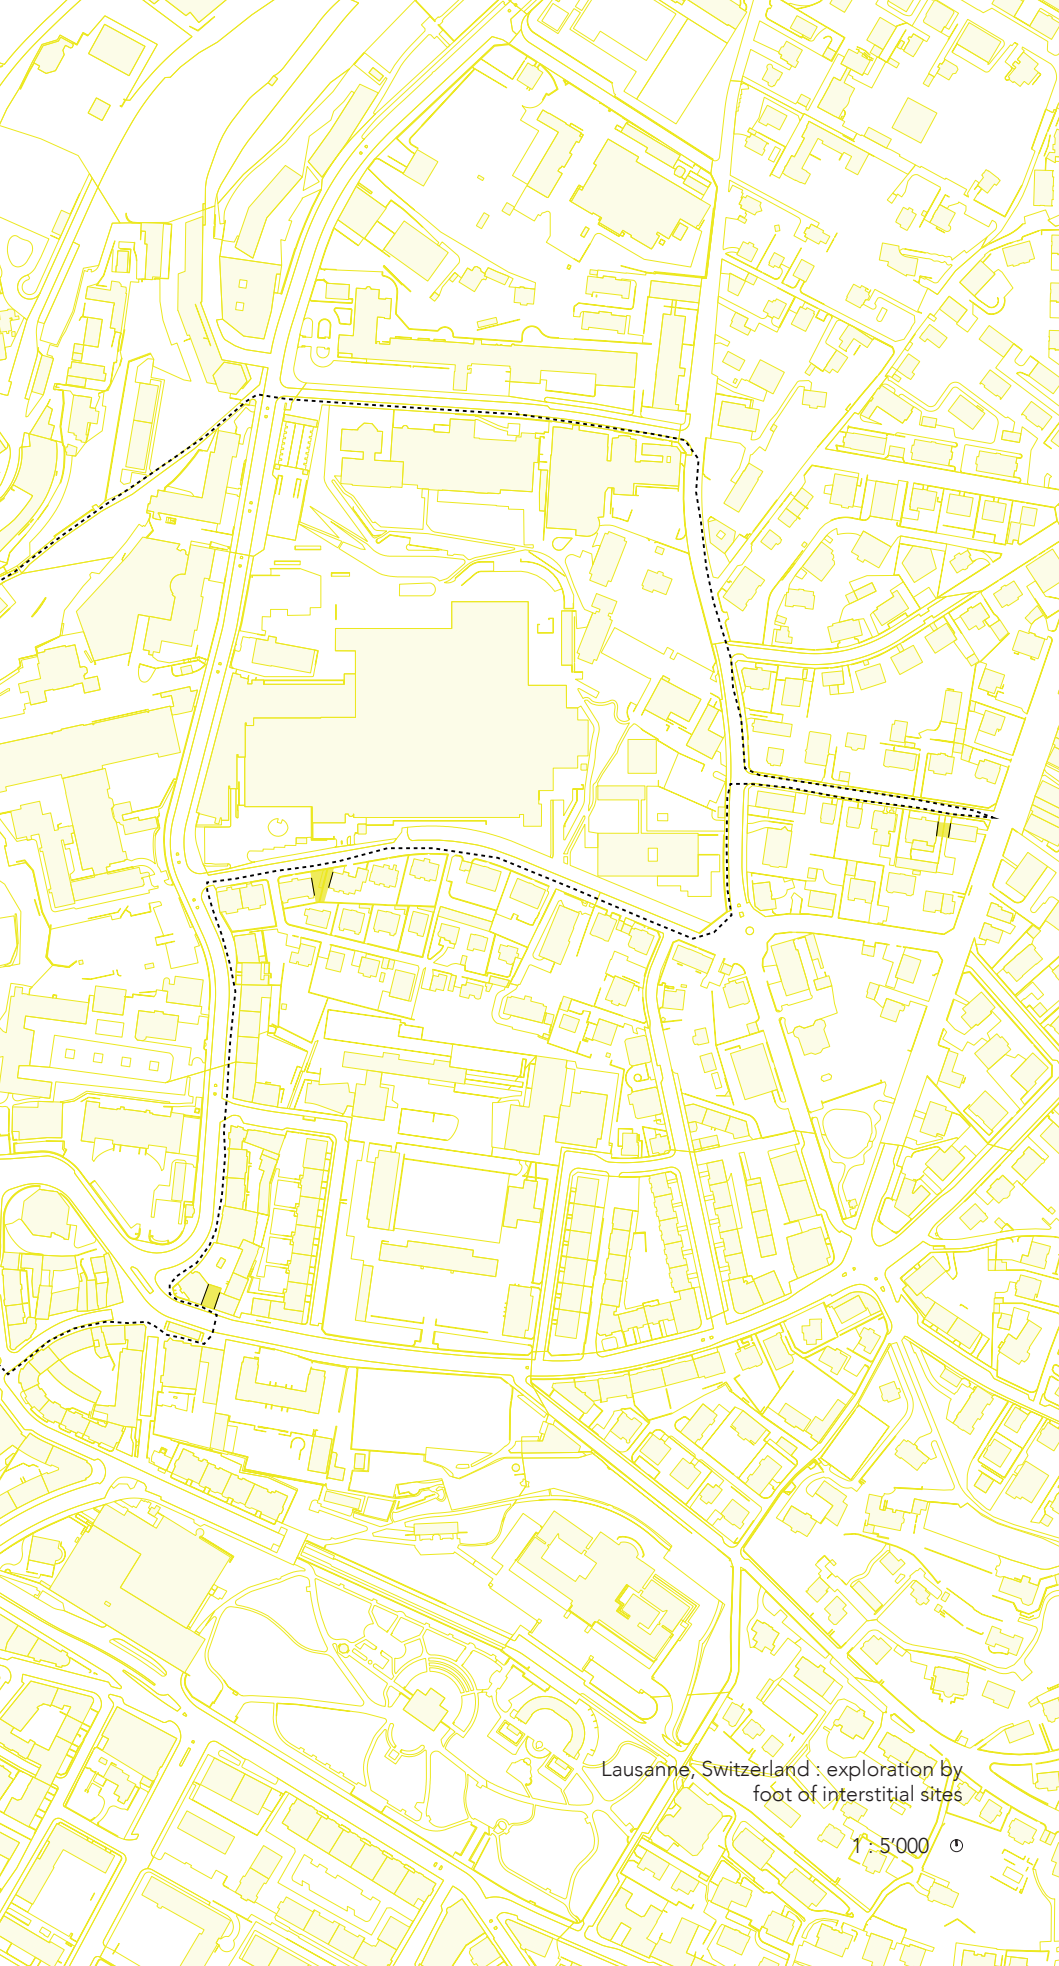 Lausanne, Switzerland : exploration by
foot of interstitial sites
1 : 5’000